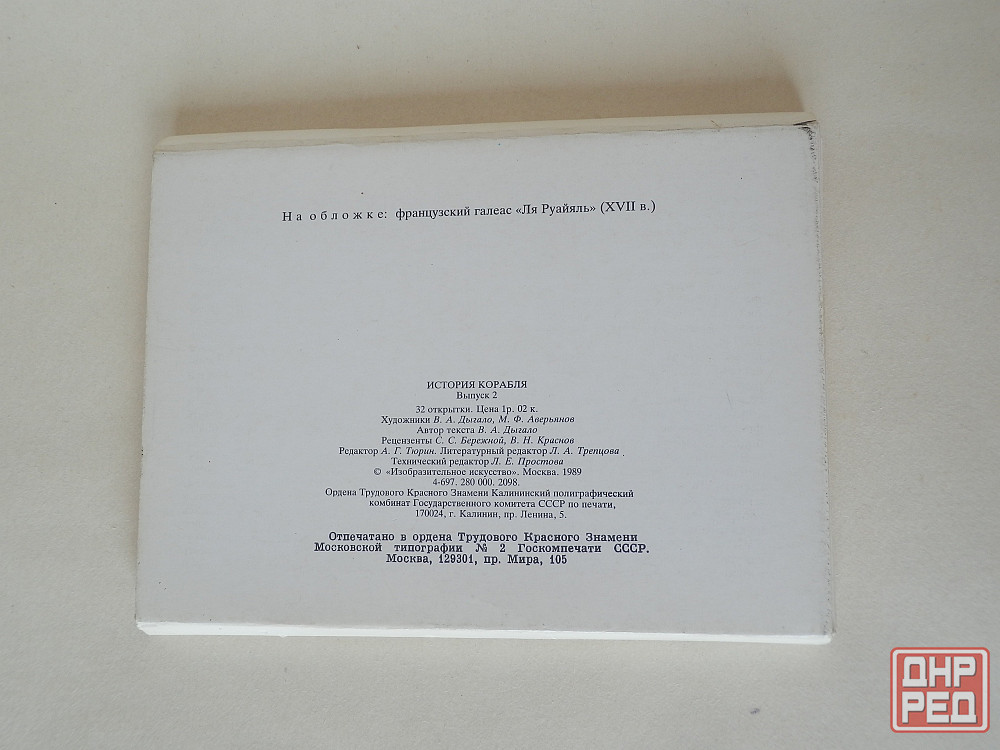 На обложке: французский галеас «Ля Руайяль» (XVII в.)
ИСТОРИЯ КОРАБЛЯ
Выпуск 2
32 открытки. Цена 1р. 02 к.
Художники В. А. Дыгало, М. Ф. Аверьянов
Автор текста В. А. Дыгало
Рецензенты С. С. Бережной, В. Н. Краснов
Редактор А. Г. Тюрин. Литературный редактор Л. А. Трепцова
Технический редактор Л. Е. Простова
© «Изобразительное искусство». Москва. 1989
4-697. 280 000. 2098.
Ордена Трудового Красного Знамени Калининский полиграфический
комбинат Государственного комитета СССР по печати,
170024, г. Калинин, пр. Ленина, 5.
Отпечатано в ордена Трудового Красного Знамени
Московской типографии № 2 Госкомпечати СССР.
Москва, 129301, пр. Мира, 105
ДНР
РЕД